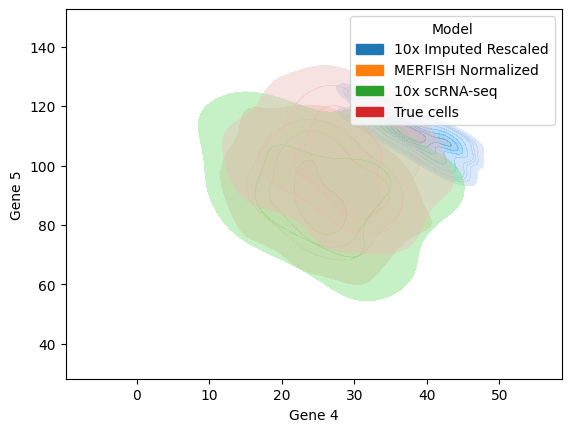 Model
10x Imputed Rescaled
MERFISH Normalized
10x scRNA-seq
True cells
140
120
100
80
60
40
Gene 5
0
10
20
30
40
50
Gene 4